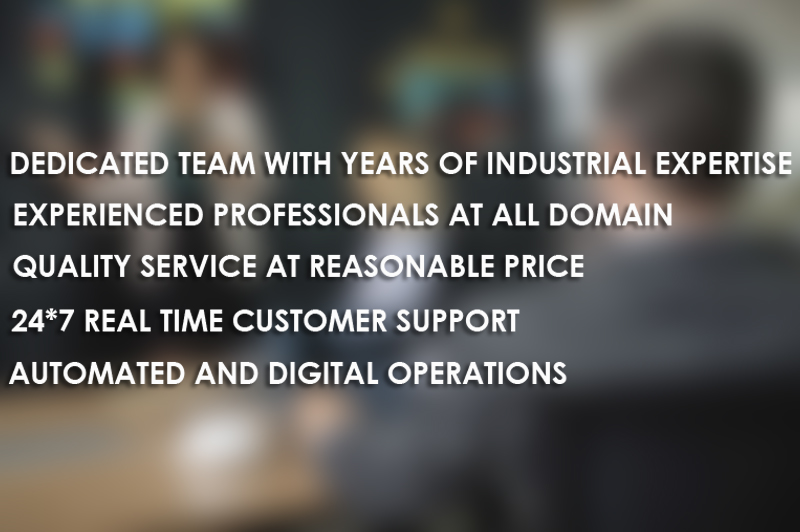 DEDICATED TEAM WITH YEARS OF INDUSTRIAL EXPERTISE
EXPERIENCED PROFESSIONALS AT ALL DOMAIN
QUALITY SERVICE AT REASONABLE PRICE
24*7 REAL TIME CUSTOMER SUPPORT
AUTOMATED AND DIGITAL OPERATIONS